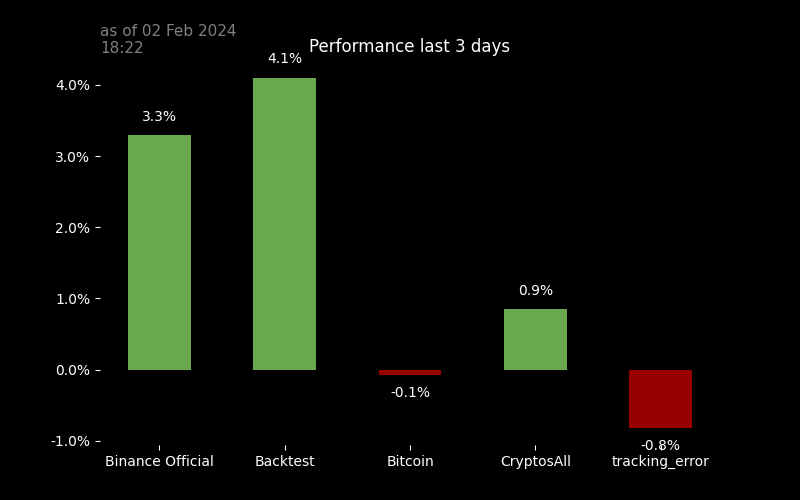 as of 02 Feb 2024
18:22
Performance last 3 days
4.1%
4.0%
3.3%
3.0%
2.0%
1.0%
0.9%
0.0%
-0.1%
-1.0%
-0.8%
Binance Official
Backtest
Bitcoin
CryptosAll
tracking_error